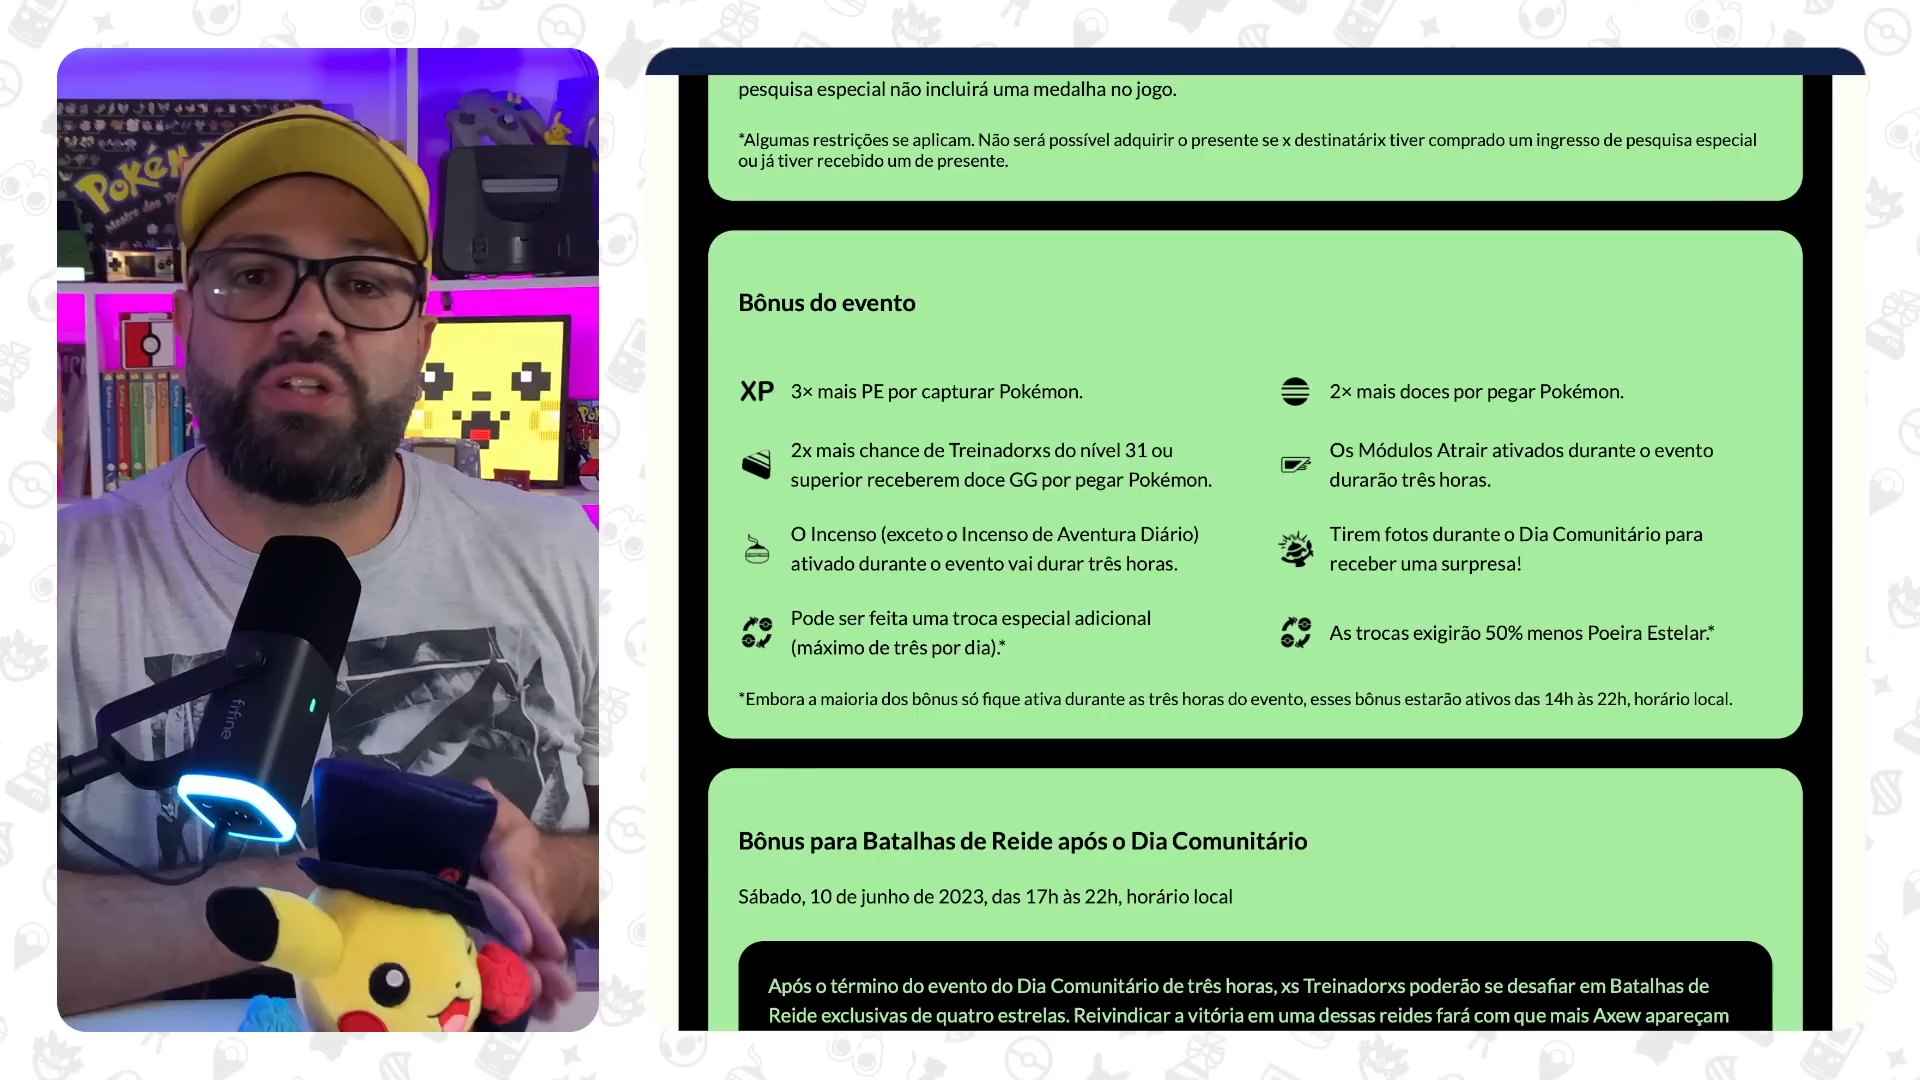 POKÉM
Mestre dos Tr
fifine
pesquisa especial não incluirá uma medalha no jogo.
*Algumas restrições se aplicam. Não será possível adquirir o presente se x destinatárix tiver comprado um ingresso de pesquisa especial
ou já tiver recebido um de presente.
Bônus do evento
XP 3× mais PE por capturar Pokémon.
2× mais doces por pegar Pokémon.
2x mais chance de Treinadorxs do nível 31 ou
superior receberem doce GG por pegar Pokémon.
Os Módulos Atrair ativados durante o evento
durarão três horas.
O Incenso (exceto o Incenso de Aventura Diário)
ativado durante o evento vai durar três horas.
Tirem fotos durante o Dia Comunitário para
receber uma surpresa!
Pode ser feita uma troca especial adicional
(máximo de três por dia).*
As trocas exigirão 50% menos Poeira Estelar.*
*Embora a maioria dos bônus só fique ativa durante as três horas do evento, esses bônus estarão ativos das 14h às 22h, horário local.
Bônus para Batalhas de Reide após o Dia Comunitário
Sábado, 10 de junho de 2023, das 17h às 22h, horário local
Após o término do evento do Dia Comunitário de três horas, xs Treinadorxs poderão se desafiar em Batalhas de
Reide exclusivas de quatro estrelas. Reivindicar a vitória em uma dessas reides fará com que mais Axew apareçam